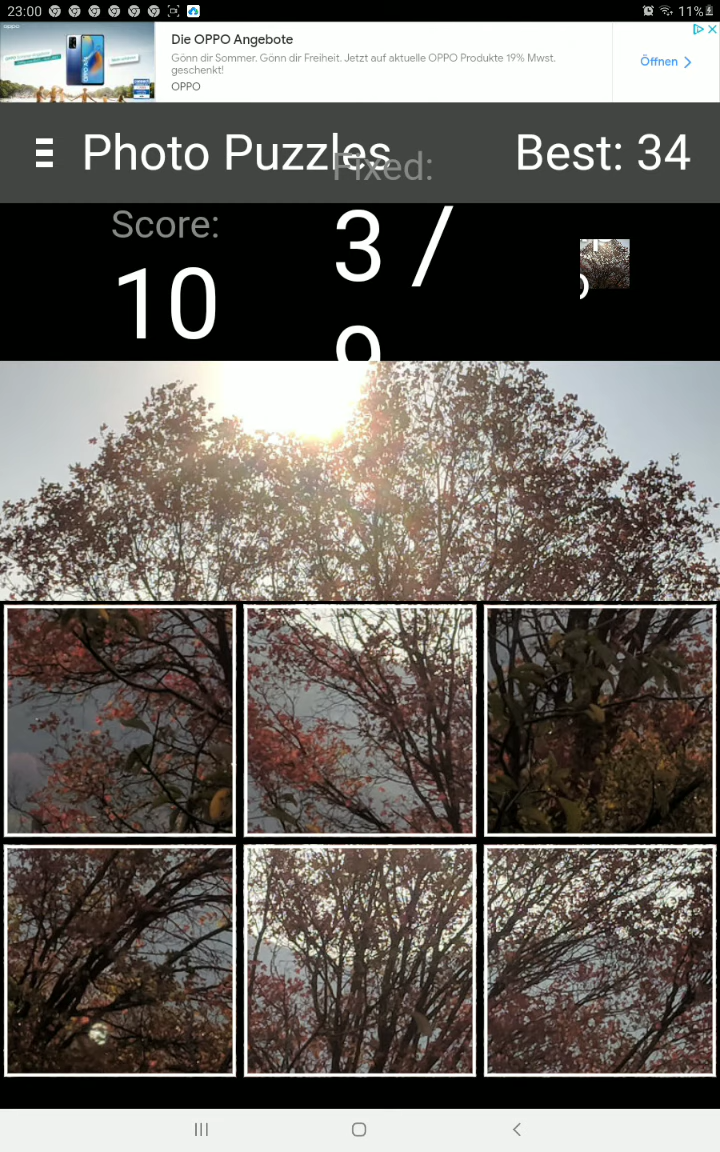 23:00
11%
Die OPPO Angebote
Gönn dir Sommer. Gönn dir Freiheit. Jetzt auf aktuelle OPPO Produkte 19% Mwst.
geschenkt!
OPPO
Öffnen
Photo Puzzles
Best: 34
Fixed:
3 /
9
Score:
10